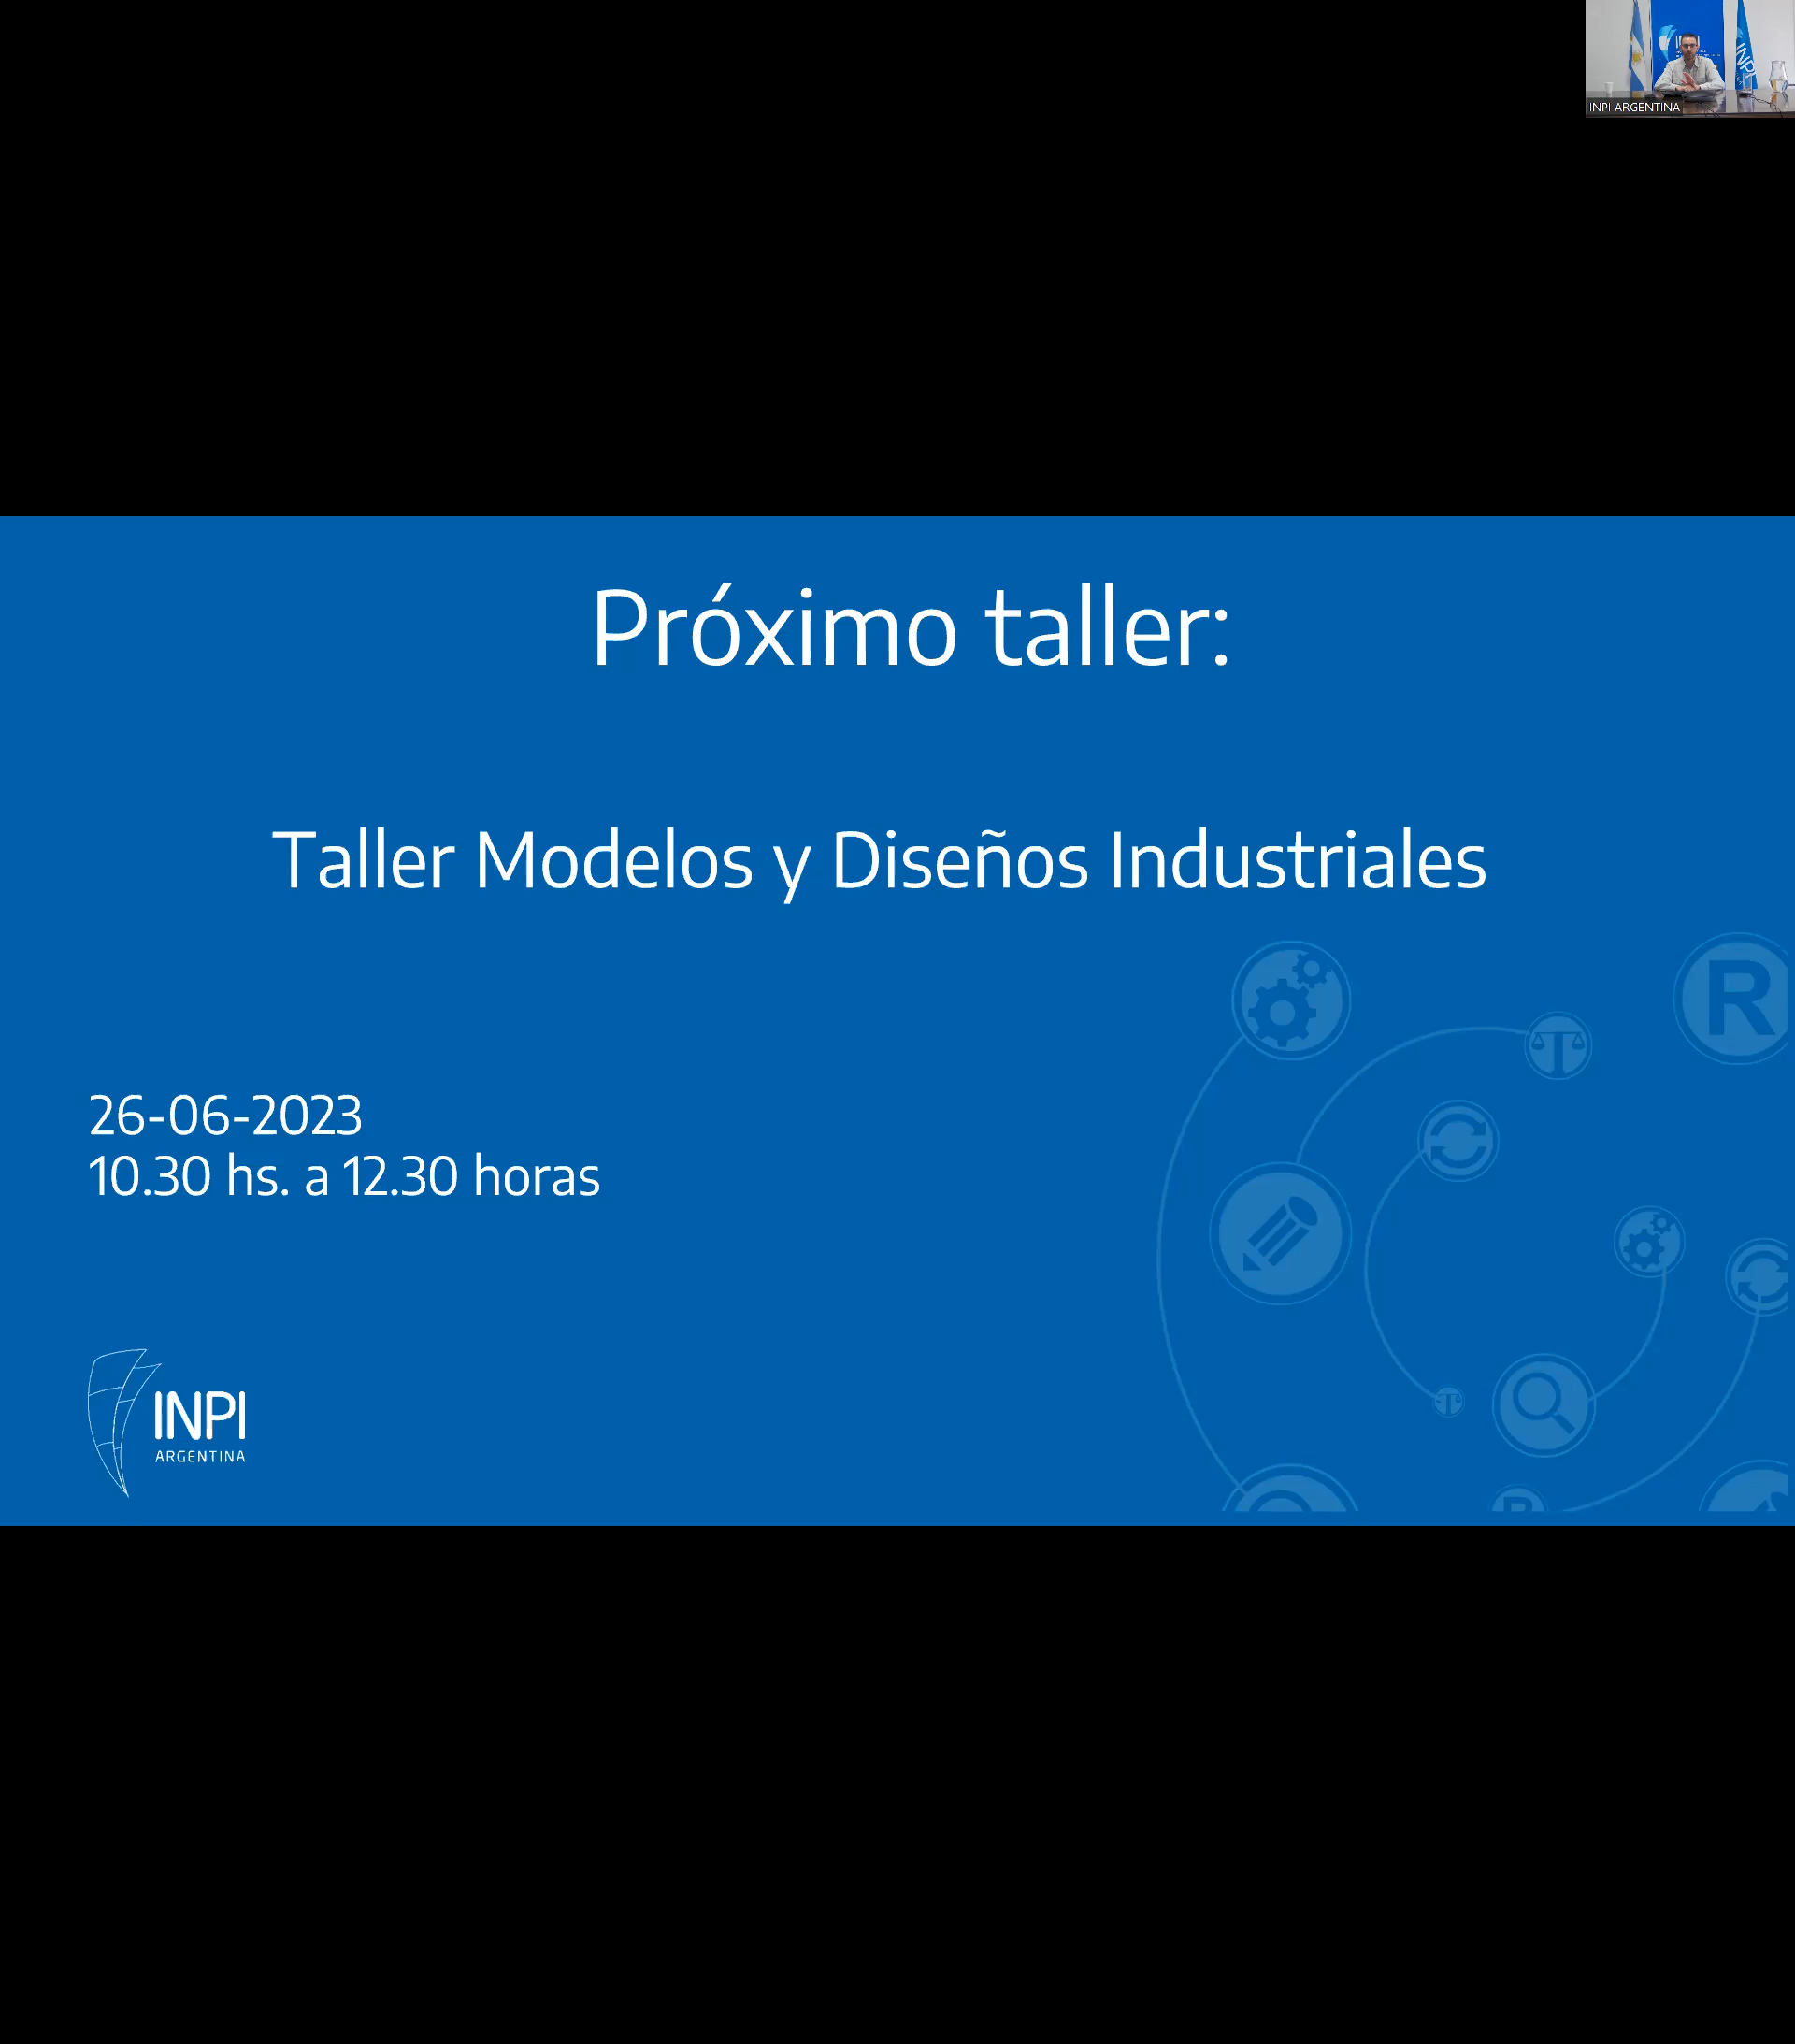 INPI
INPI ARGENTINA
Próximo taller:
Taller Modelos y Diseños Industriales
R
26-06-2023
10.30 hs. a 12.30 horas
INPI
ARGENTINA
R